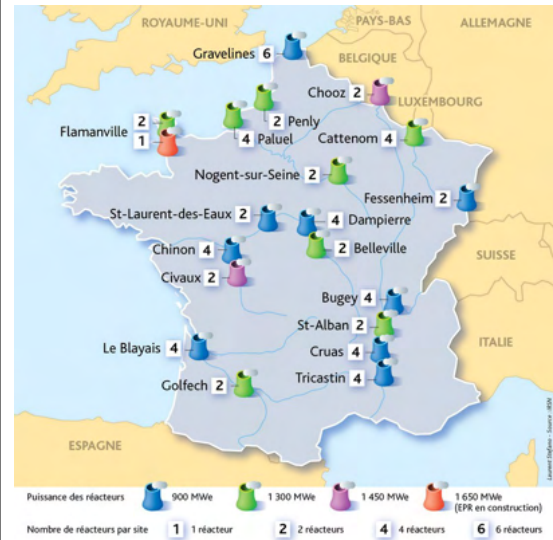 ROYAUME-UNI
PAYS-BAS
ALLEMAGNE
Gravelines 6
BELGIQUE
Chooz 2
LUXEMBOURG
2 Penly
Flamanville 2
1
4 Paluel
Cattenom 4
Nogent-sur-Seine 2
Fessenheim 2
St-Laurent-des-Eaux 2
4 Dampierre
Chinon 4
2 Belleville
SUISSE
Civaux 2
Bugey 4
St-Alban 2
ITALIE
Le Blayais 4
Cruas 4
Tricastin 4
Golfech 2
ESPAGNE
Laurent Stefano - Source : IRSN
Puissance des réacteurs 900 MWe 1 300 MWe 1 450 MWe 1 650 MWe
(EPR en construction)
Nombre de réacteurs par site 1 1 réacteur 2 2 réacteurs 4 4 réacteurs 6 6 réacteurs